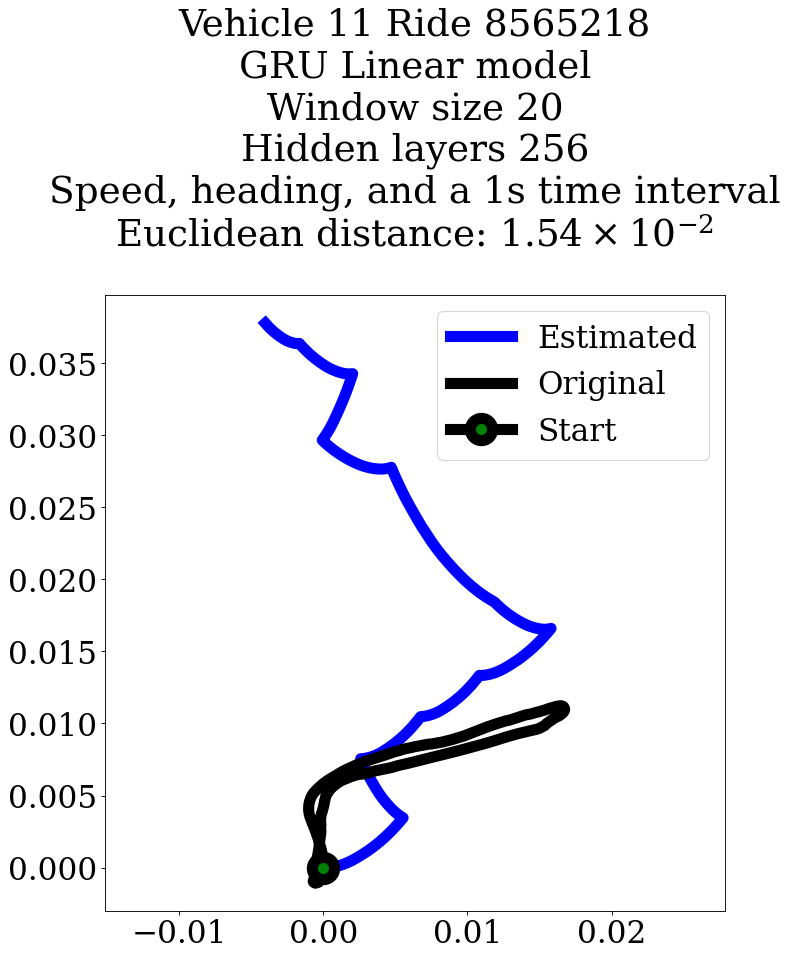 Vehicle 11 Ride 8565218
GRU Linear model
Window size 20
Hidden layers 256
Speed, heading, and a 1s time interval
Euclidean distance: 1.54 × 10⁻²
Estimated
Original
Start
0.035
0.030
0.025
0.020
0.015
0.010
0.005
0.000
−0.01 0.00 0.01 0.02